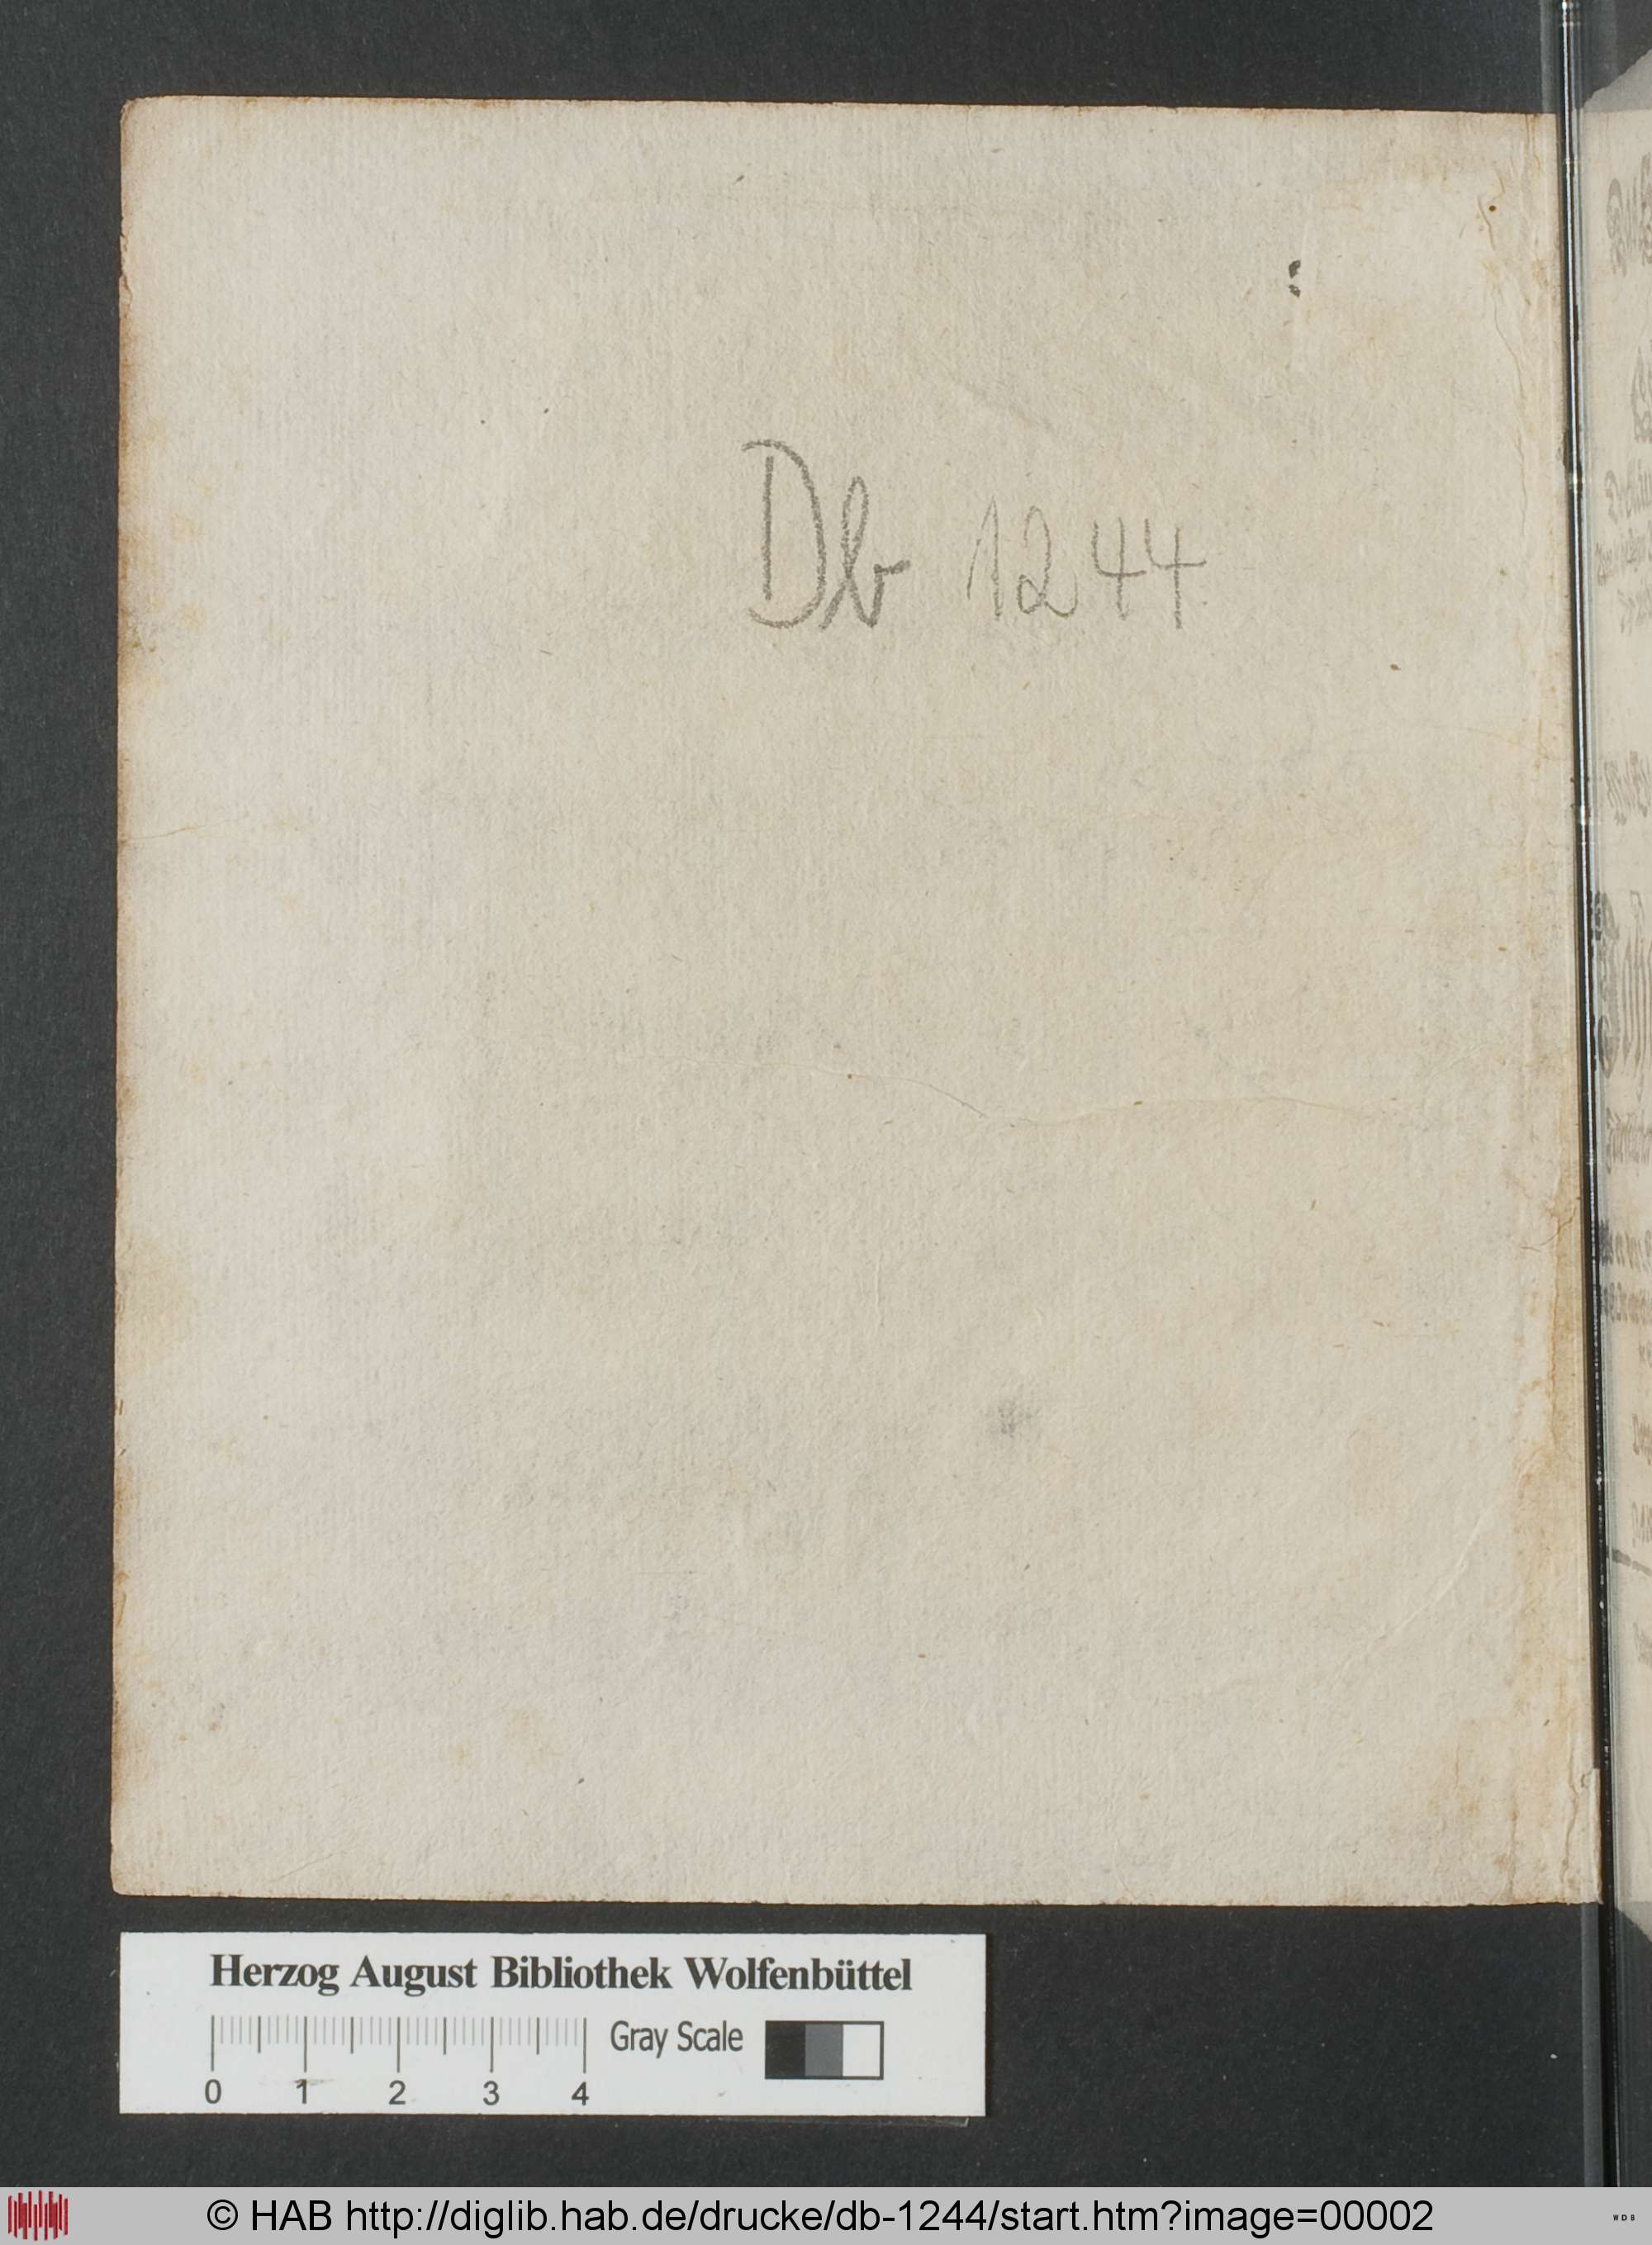 Db 1244
Herzog August Bibliothek Wolfenbüttel
Gray Scale
0 1 2 3 4
© HAB http://diglib.hab.de/drucke/db-1244/start.htm?image=00002
WDB